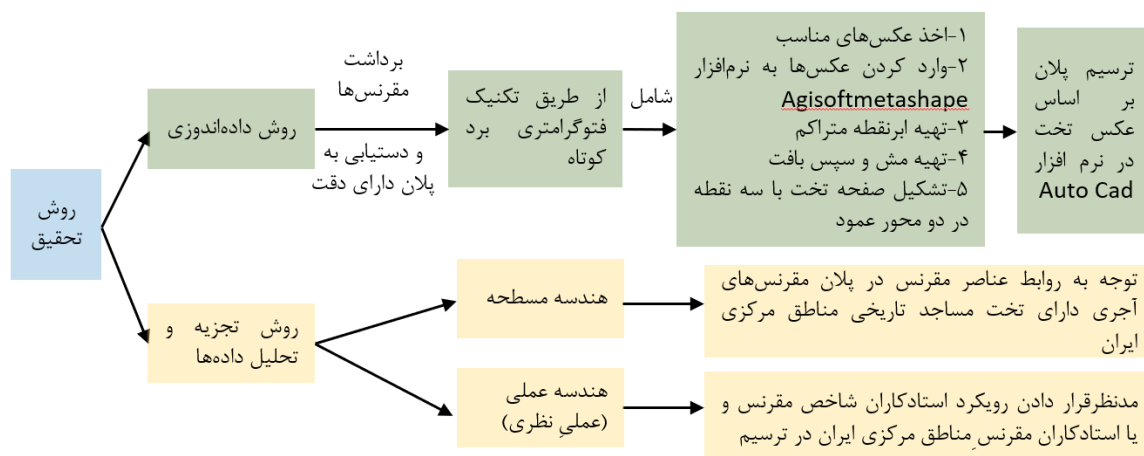 روش
تحقیق
روش داده‌اندوزی
برداشت
مقرنس‌ها
و دستیابی به
پلان دارای دقت
از طریق تکنیک
فتوگرامتری برد
کوتاه
شامل
۱-اخذ عکس‌های مناسب
۲-وارد کردن عکس‌ها به نرم‌افزار
Agisoftmetashape
۳-تهیه ابرنقطه متراکم
۴-تهیه مش و سپس بافت
۵-تشکیل صفحه تخت با سه نقطه
در دو محور عمود
ترسیم پلان
بر اساس
عکس تخت
در نرم افزار
Auto Cad
روش تجزیه و
تحلیل داده‌ها
هندسه مسطحه
توجه به روابط عناصر مقرنس در پلان مقرنس‌های
آجری دارای تخت مساجد تاریخی مناطق مرکزی
ایران
هندسه عملی
(عملیِ نظری)
مدنظرقرار دادن رویکرد استادکاران شاخص مقرنس و
یا استادکاران مقرنسِ مناطق مرکزی ایران در ترسیم